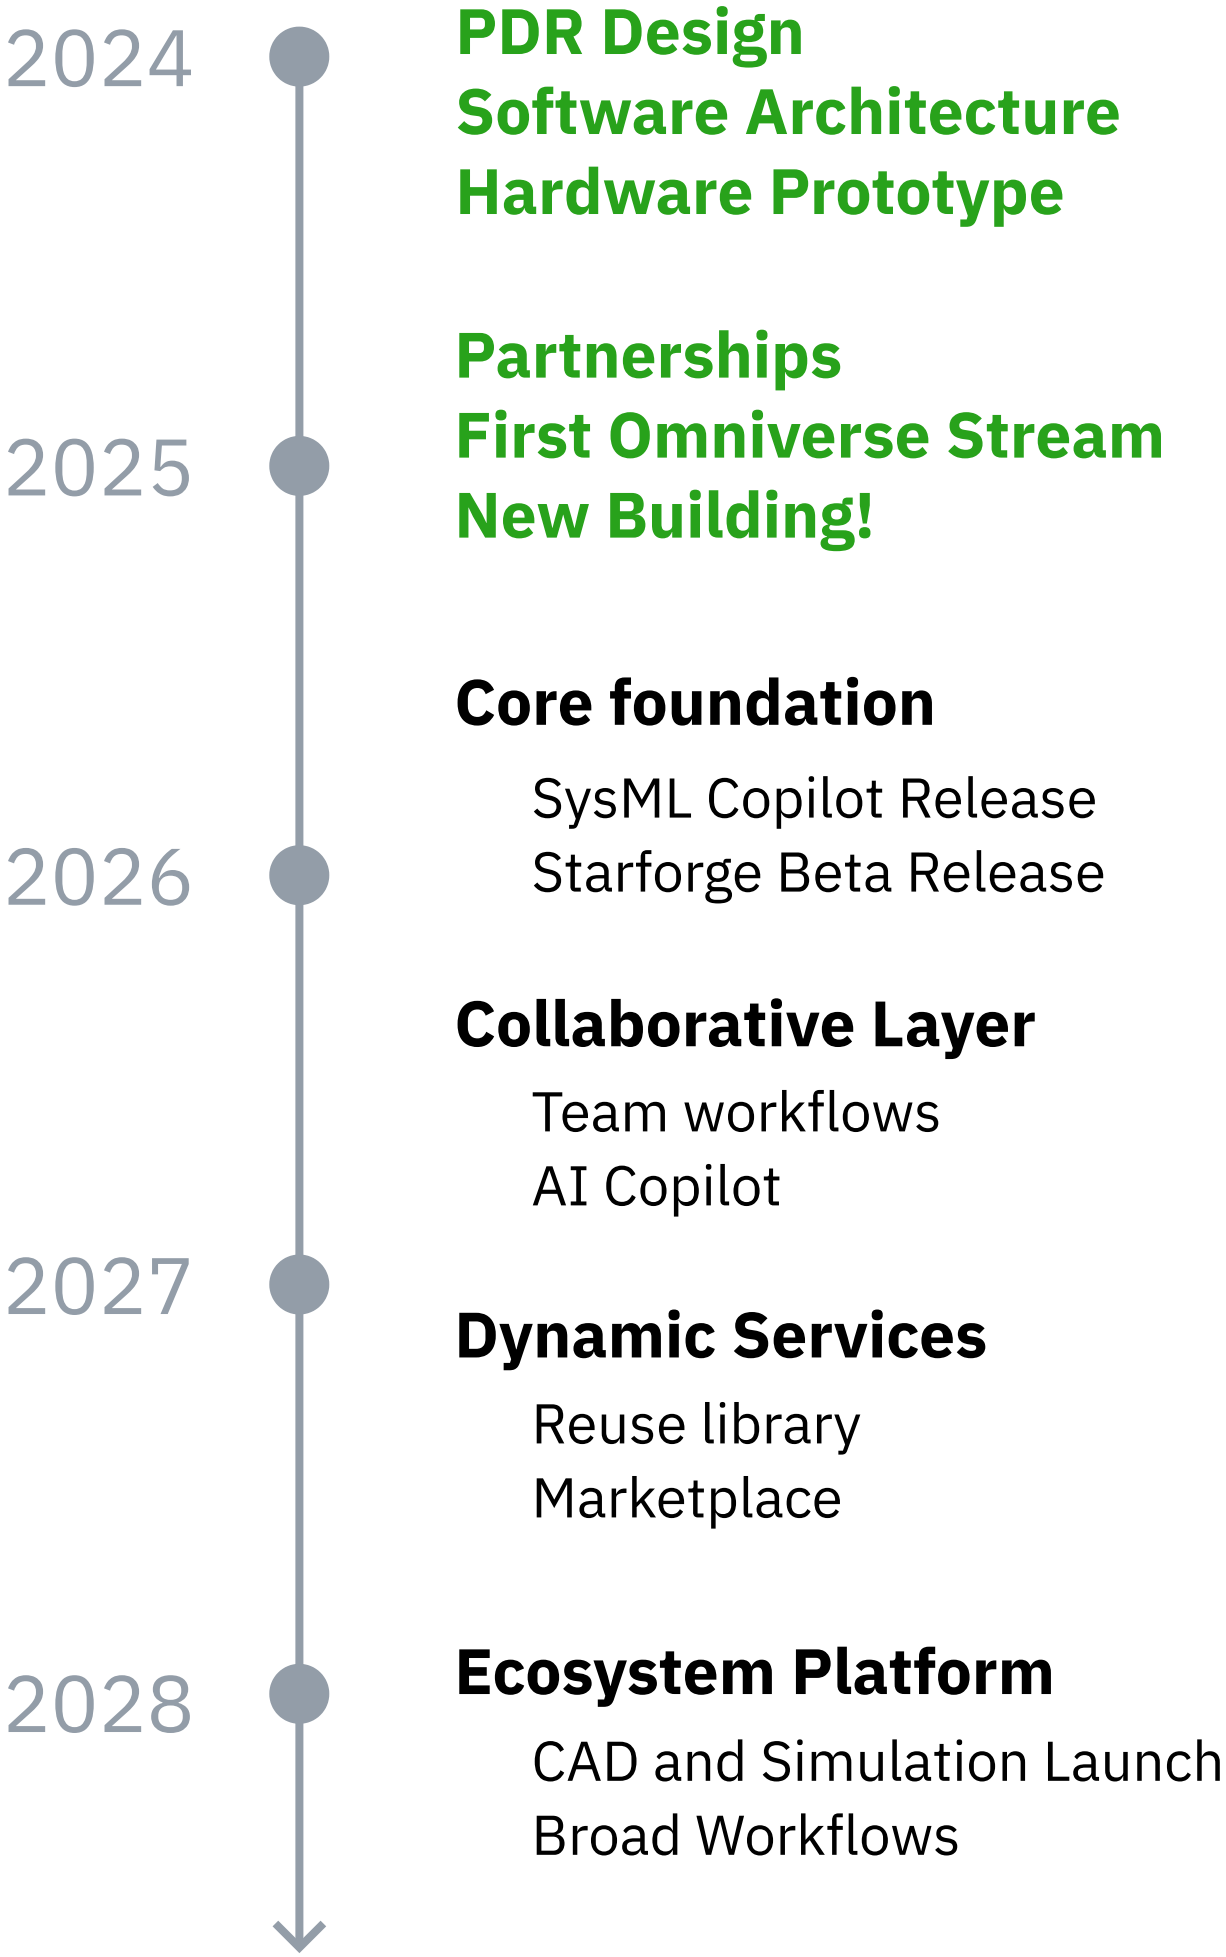 2024
PDR Design
Software Architecture
Hardware Prototype
2025
Partnerships
First Omniverse Stream
New Building!
2026
Core foundation
SysML Copilot Release
Starforge Beta Release
Collaborative Layer
Team workflows
AI Copilot
2027
Dynamic Services
Reuse library
Marketplace
2028
Ecosystem Platform
CAD and Simulation Launch
Broad Workflows